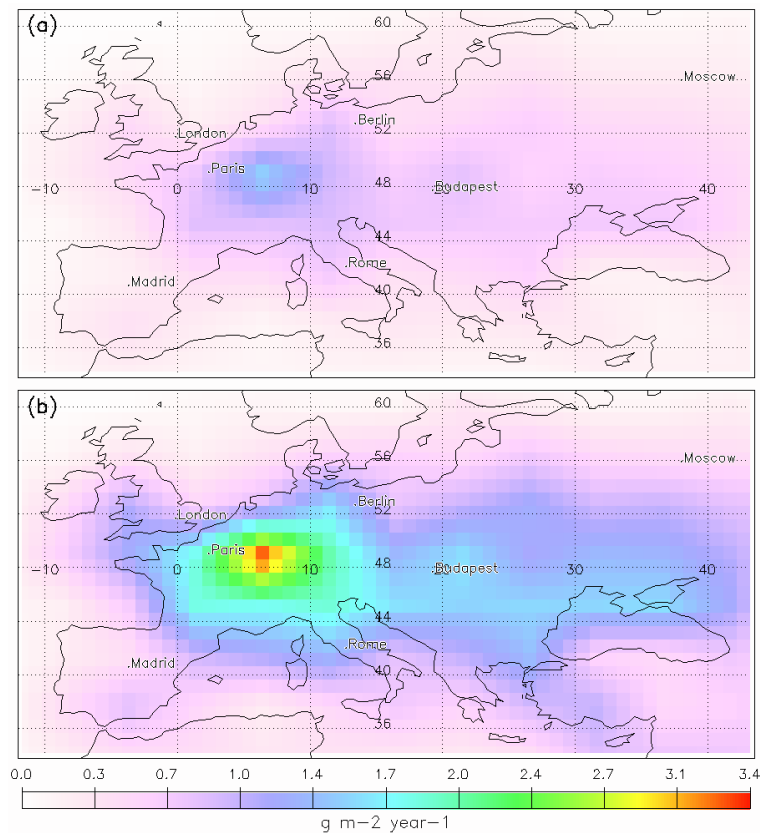 (a)
60
56
.Moscow
.Berlin
52
.London
.Paris
-10
0
10
48
.Budapest
30
40
44
.Rome
.Madrid
40
36
(b)
60
56
.Moscow
.Berlin
52
.London
.Paris
-10
0
10
48
.Budapest
30
40
44
.Rome
.Madrid
40
36
0.0 0.3 0.7 1.0 1.4 1.7 2.0 2.4 2.7 3.1 3.4
g m-2 year-1